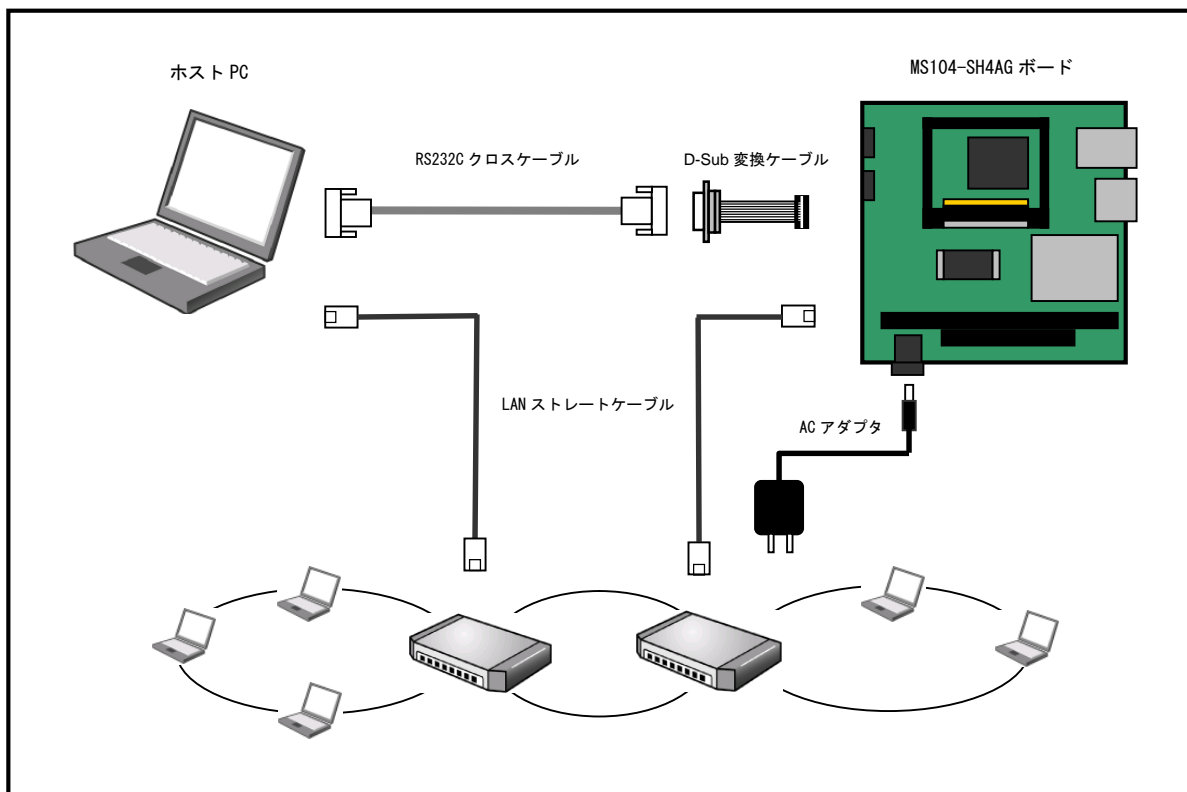 ホスト PC
MS104-SH4AG ボード
RS232C クロスケーブル
D-Sub 変換ケーブル
LAN ストレートケーブル
AC アダプタ